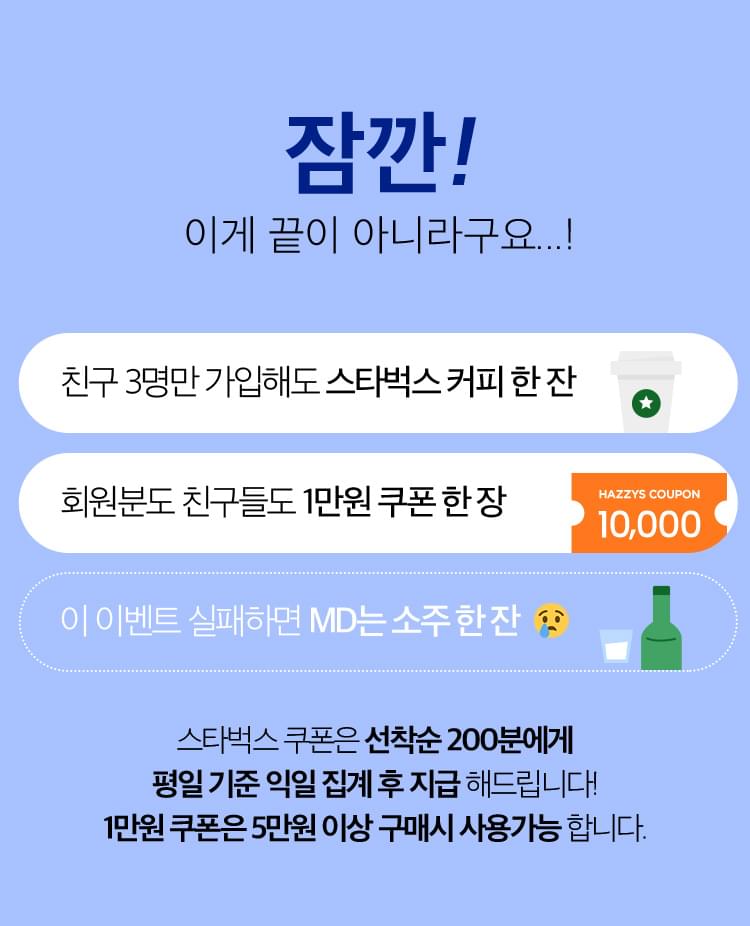 잠깐!
이게 끝이 아니라구요...!
친구 3명만 가입해도 스타벅스 커피 한 잔
회원분도 친구들도 1만원 쿠폰 한 장
HAZZYS COUPON
10,000
이 이벤트 실패하면 MD는 소주 한 잔 😢
스타벅스 쿠폰은 선착순 200분에게
평일 기준 익일 집계 후 지급 해드립니다!
1만원 쿠폰은 5만원 이상 구매시 사용가능 합니다.